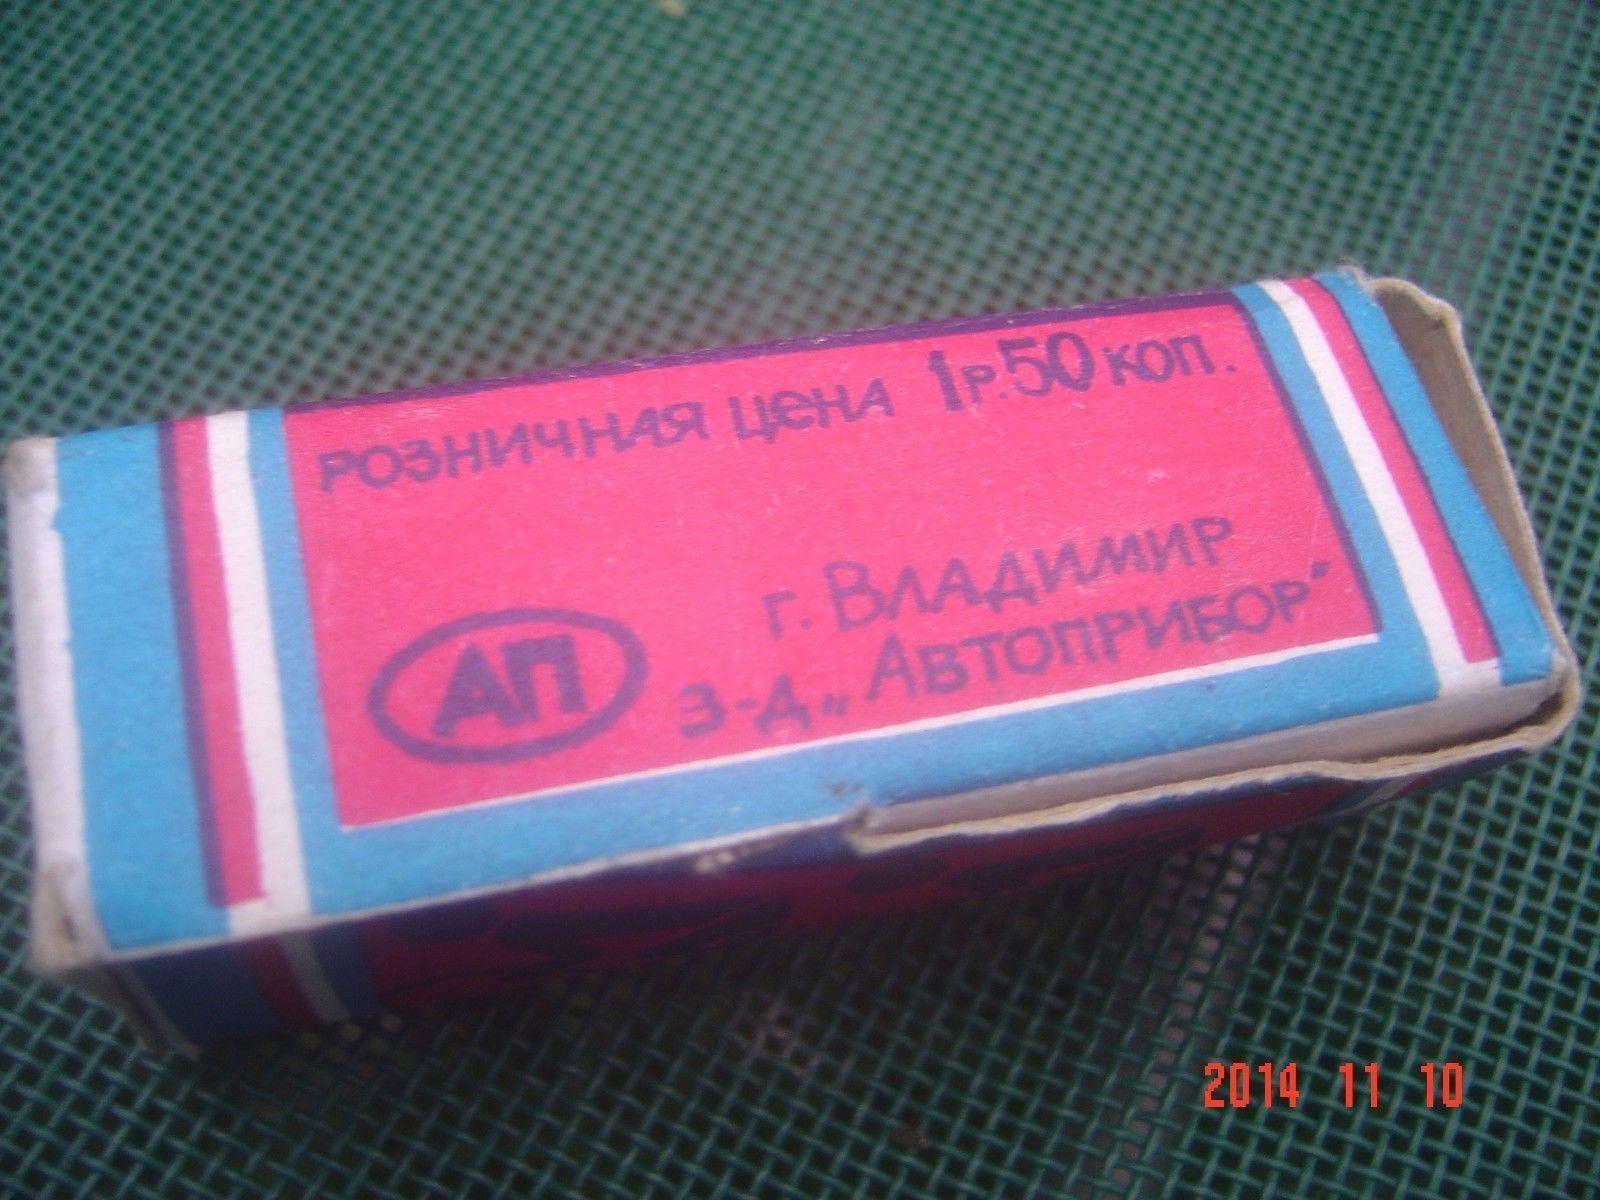 РОЗНИЧНАЯ ЦЕНА 1Р.50 КОП.
г. ВЛАДИМИР
АП
З-Д „АВТОПРИБОР"
2014 11 10